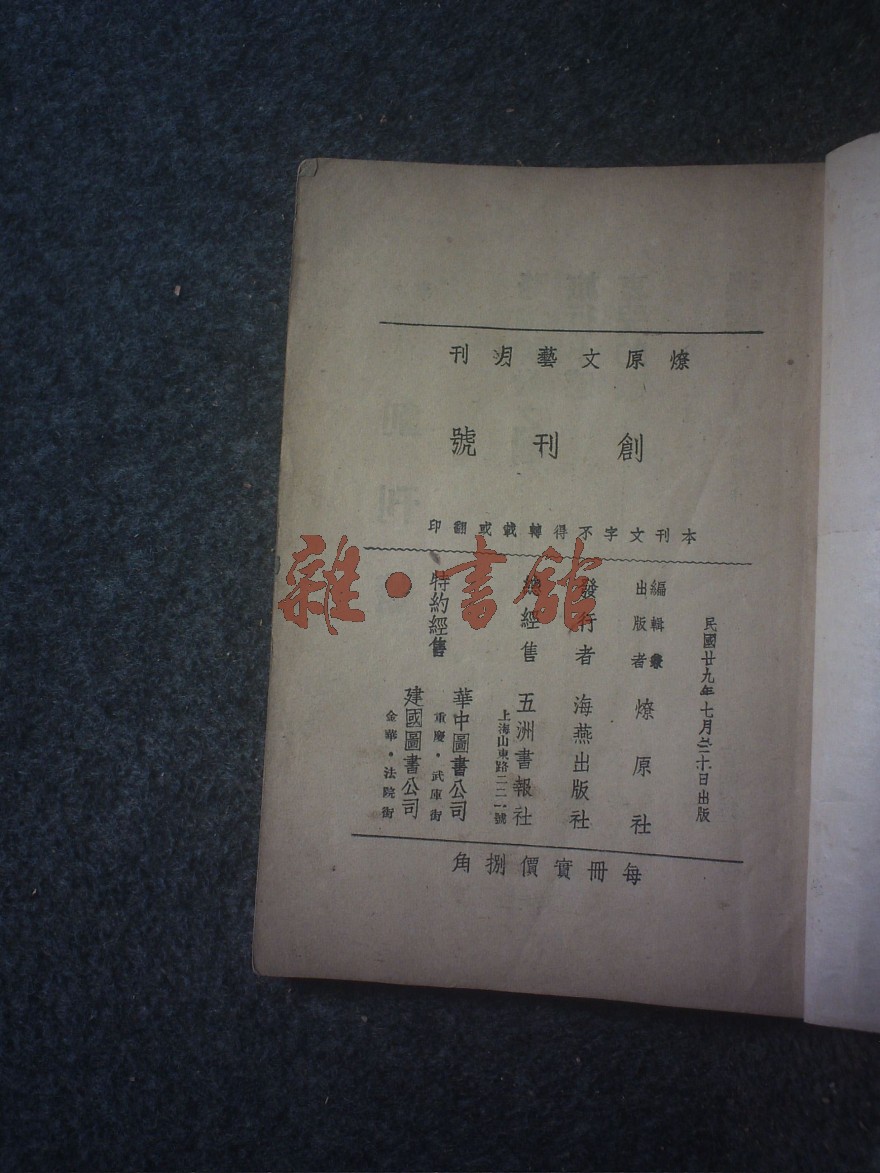 燎原文藝月刊
創刊號
本刊文字不得轉載或翻印
民國廿九年七月三十日出版
編輯兼
出版者 燎原社
發行者 海燕出版社
總經售 五洲書報社
上海山東路二二一號
特約經售
華中圖書公司
重慶·武庫街
建國圖書公司
金華·法院街
每冊實價捌角
雜·書館